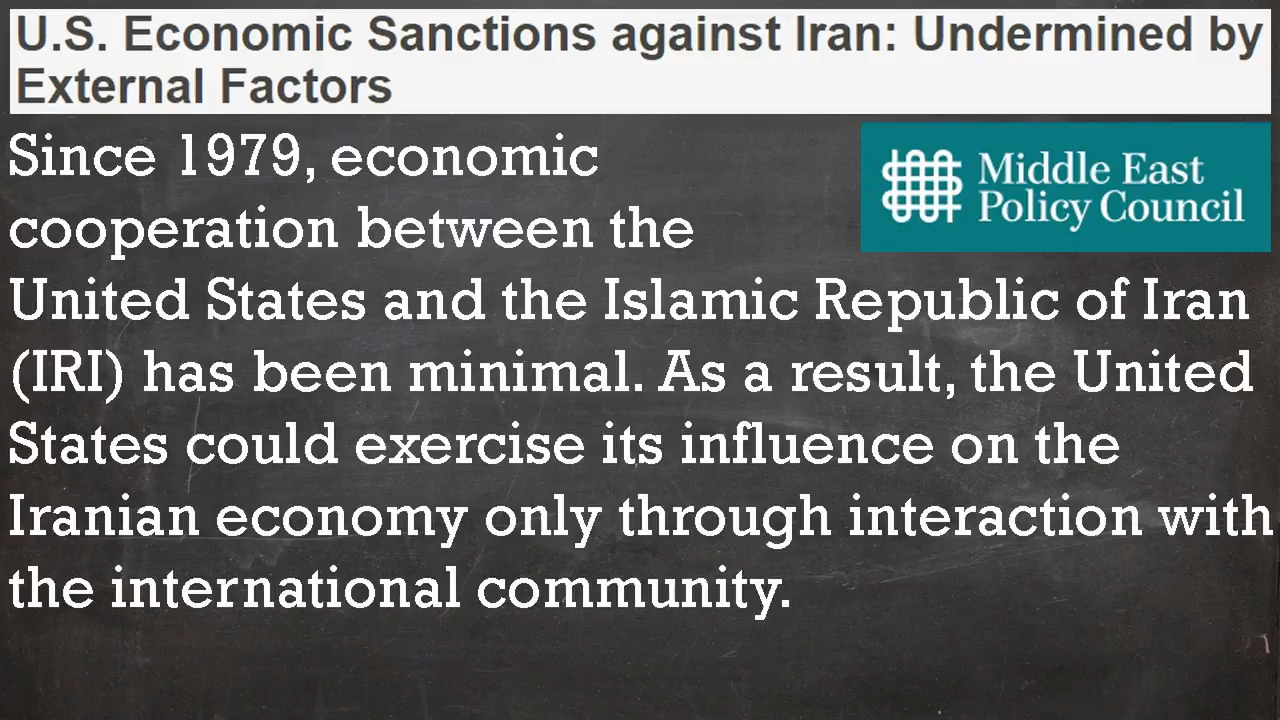 U.S. Economic Sanctions against Iran: Undermined by
External Factors
Since 1979, economic
cooperation between the
Middle East
Policy Council
United States and the Islamic Republic of Iran
(IRI) has been minimal. As a result, the United
States could exercise its influence on the
Iranian economy only through interaction with
the international community.